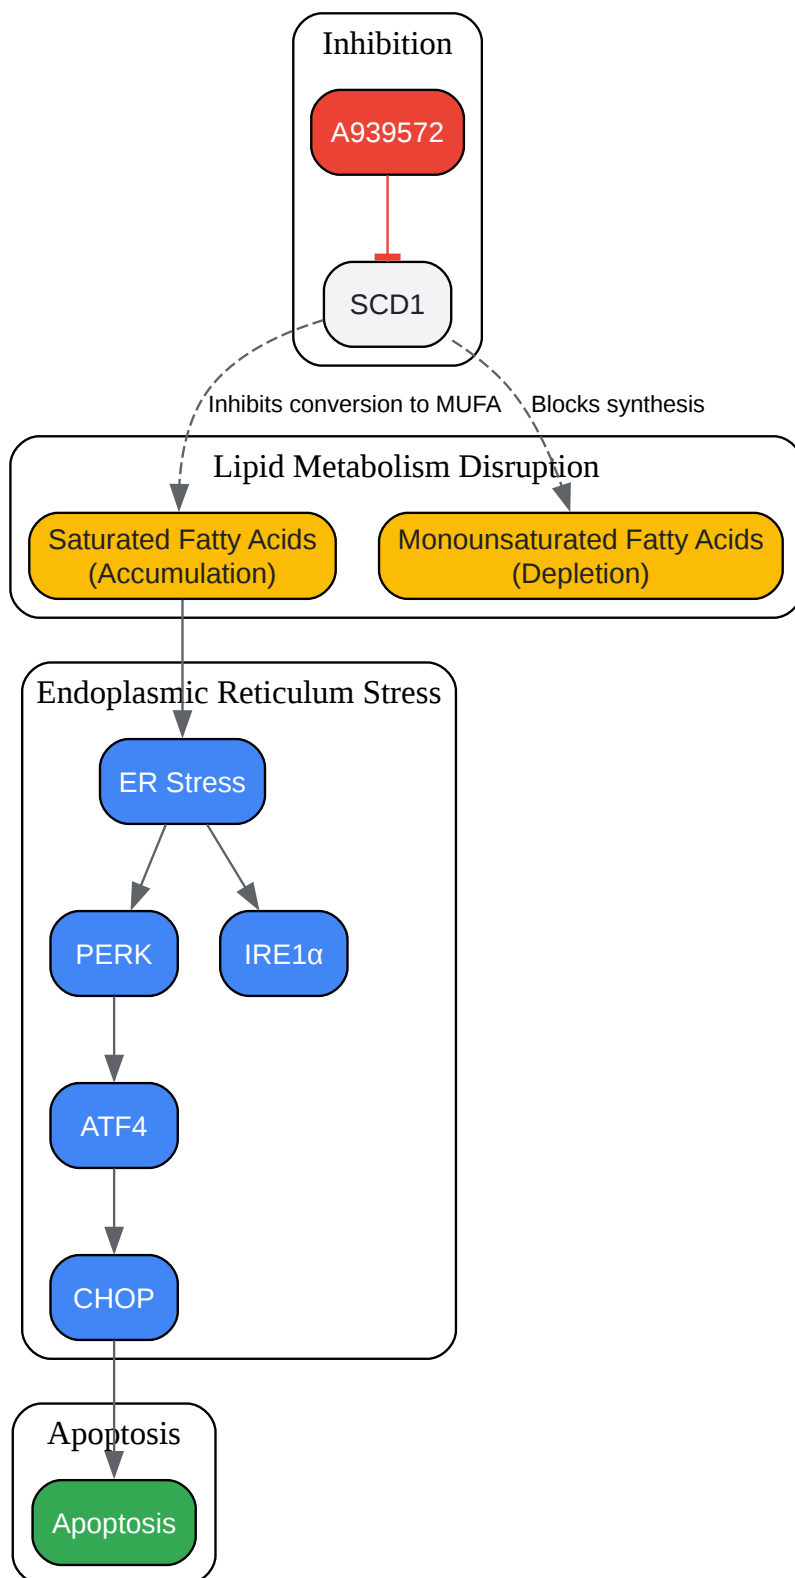 Inhibition
A939572
SCD1
Inhibits conversion to MUFA
Blocks synthesis
Lipid Metabolism Disruption
Saturated Fatty Acids
(Accumulation)
Monounsaturated Fatty Acids
(Depletion)
Endoplasmic Reticulum Stress
ER Stress
PERK
IRE1α
ATF4
CHOP
Apoptosis
Apoptosis